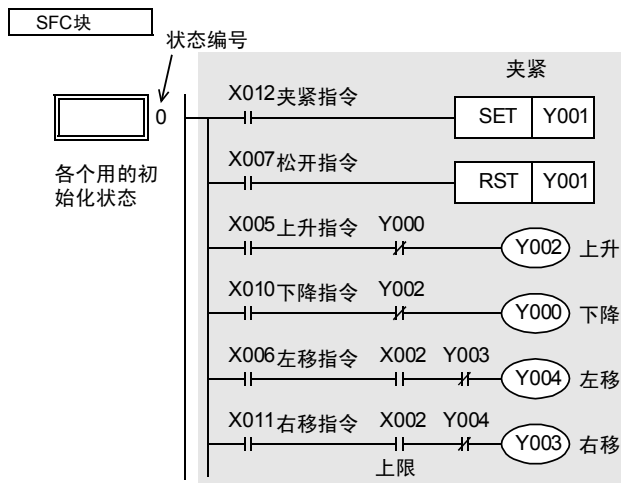 SFC块
状态编号
夹紧
0
X012夹紧指令
SET Y001
各个用的初
始化状态
X007松开指令
RST Y001
X005上升指令 Y000
Y002 上升
X010下降指令 Y002
Y000 下降
X006左移指令 X002 Y003
Y004 左移
X011右移指令 X002 Y004
Y003 右移
上限